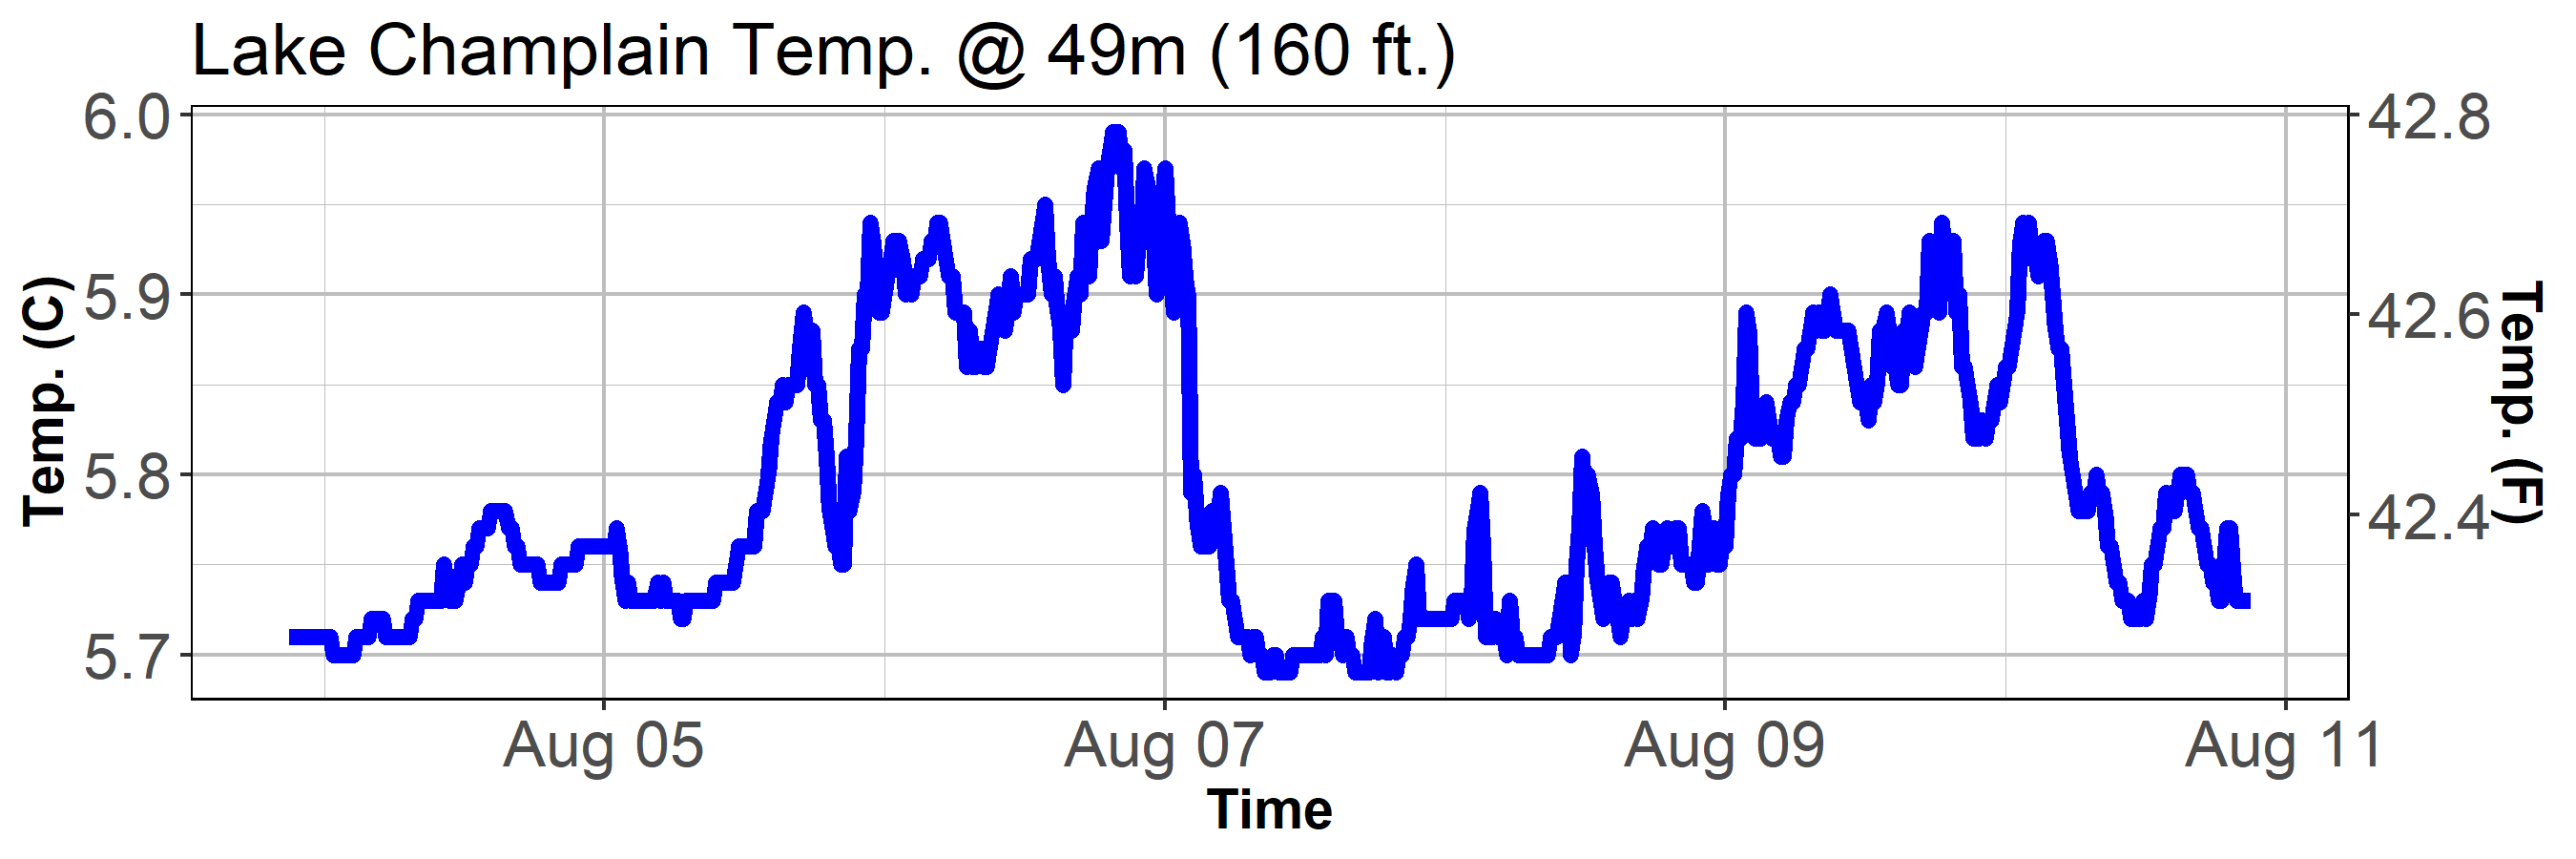 Lake Champlain Temp. @ 49m (160 ft.)
6.0
5.9
5.8
5.7
Temp. (C)
42.8
42.6
42.4
Temp. (F)
Aug 05
Aug 07
Aug 09
Aug 11
Time